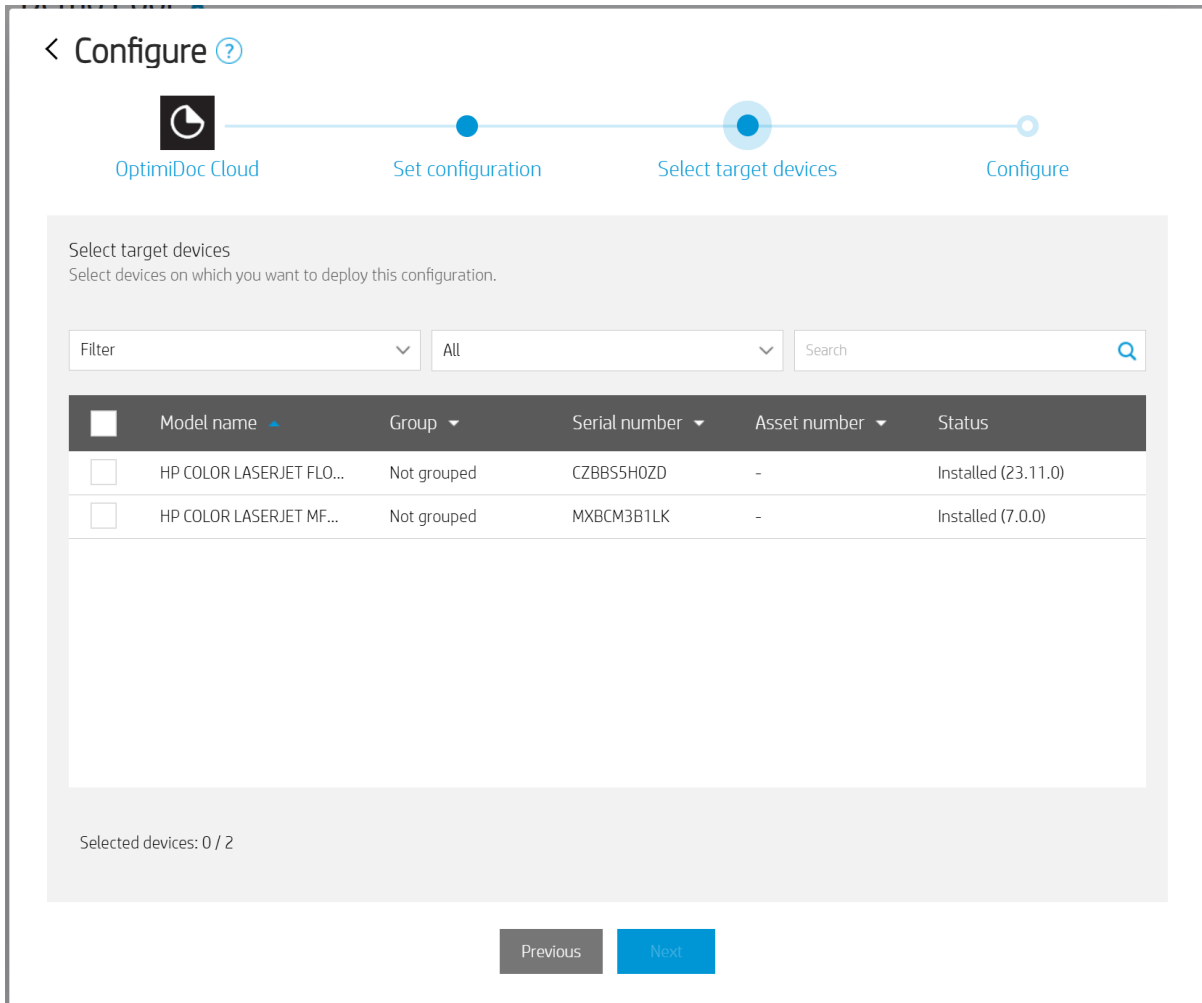 Configure ?
OptimiDoc Cloud Set configuration Select target devices Configure
Select target devices
Select devices on which you want to deploy this configuration.
Filter All Search
Model name Group Serial number Asset number Status
HP COLOR LASERJET FLO... Not grouped CZBBS5H0ZD - Installed (23.11.0)
HP COLOR LASERJET MF... Not grouped MXBCM3B1LK - Installed (7.0.0)
Selected devices: 0 / 2
Previous Next